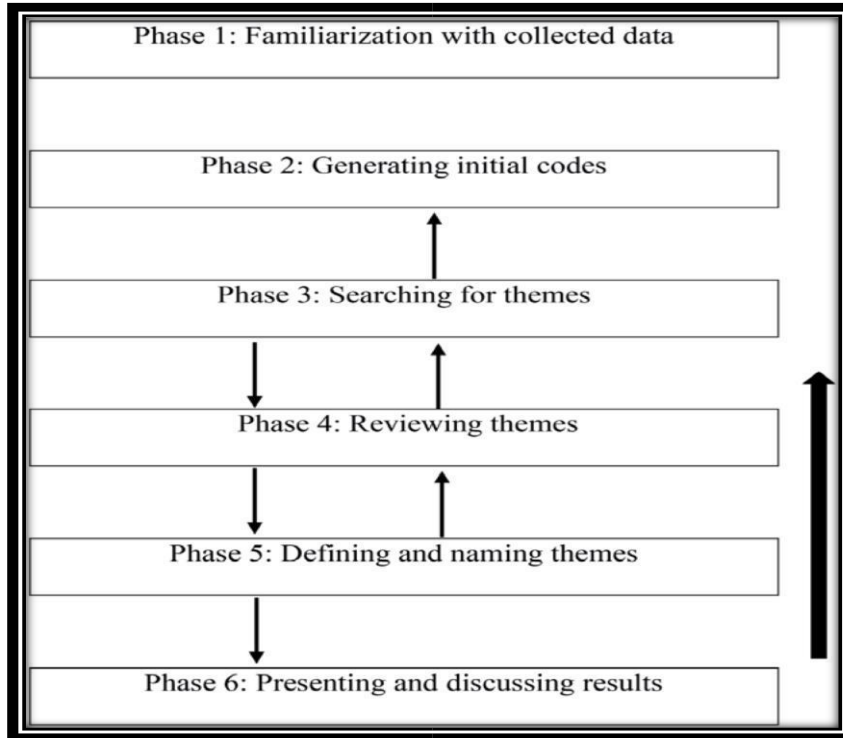 Phase 1: Familiarization with collected data
Phase 2: Generating initial codes
Phase 3: Searching for themes
Phase 4: Reviewing themes
Phase 5: Defining and naming themes
Phase 6: Presenting and discussing results